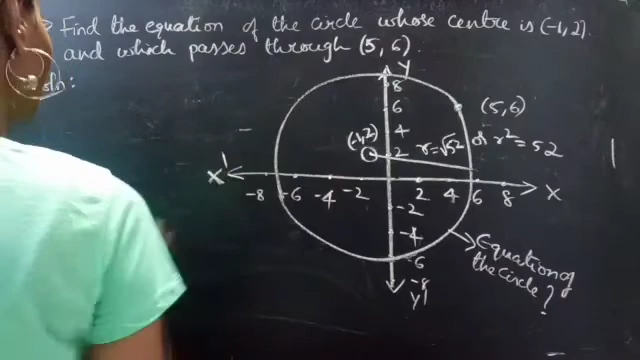 Find the equation of the circle whose centre is (-1, 2).
and which passes through (5, 6).
Soln:
Y
8
6
(5, 6)
4
(-1, 2)
2
r = √52 or r² = 52
X'
X
-8 -6 -4 -2 2 4 6 8
-2
-4
-6
-8
Y'
Equation of
the circle?